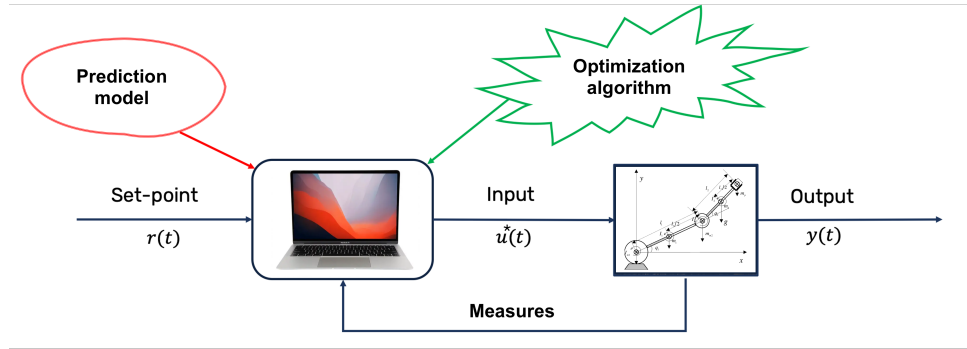 Prediction
model
Optimization
algorithm
Set-point
r(t)
Input
u*(t)
Output
y(t)
y
x
g
Measures